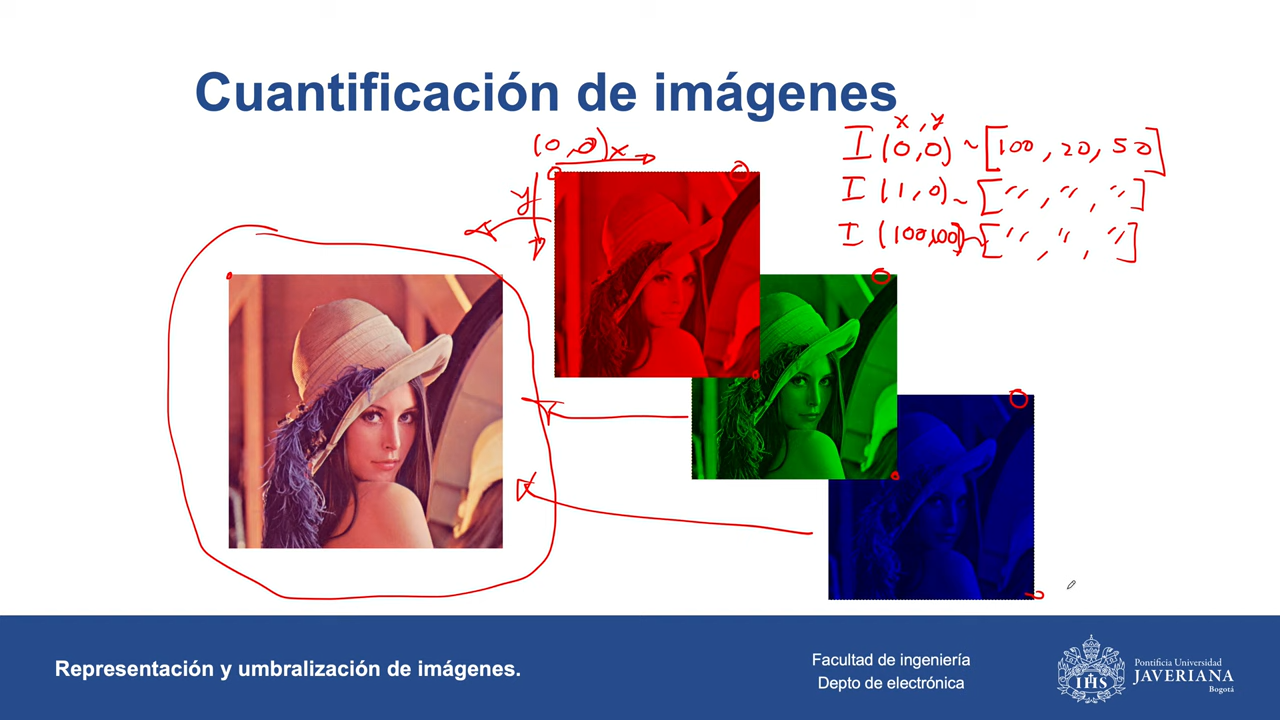 Cuantificación de imágenes
x , y
(0,0) x
y
I (0,0) ~ [100, 20, 50]
I (1,0) ~ [" , " , "]
I (100,100) ~ [" , " , "]
Representación y umbralización de imágenes.
Facultad de ingeniería
Depto de electrónica
IHS
Pontificia Universidad
JAVERIANA
Bogotá